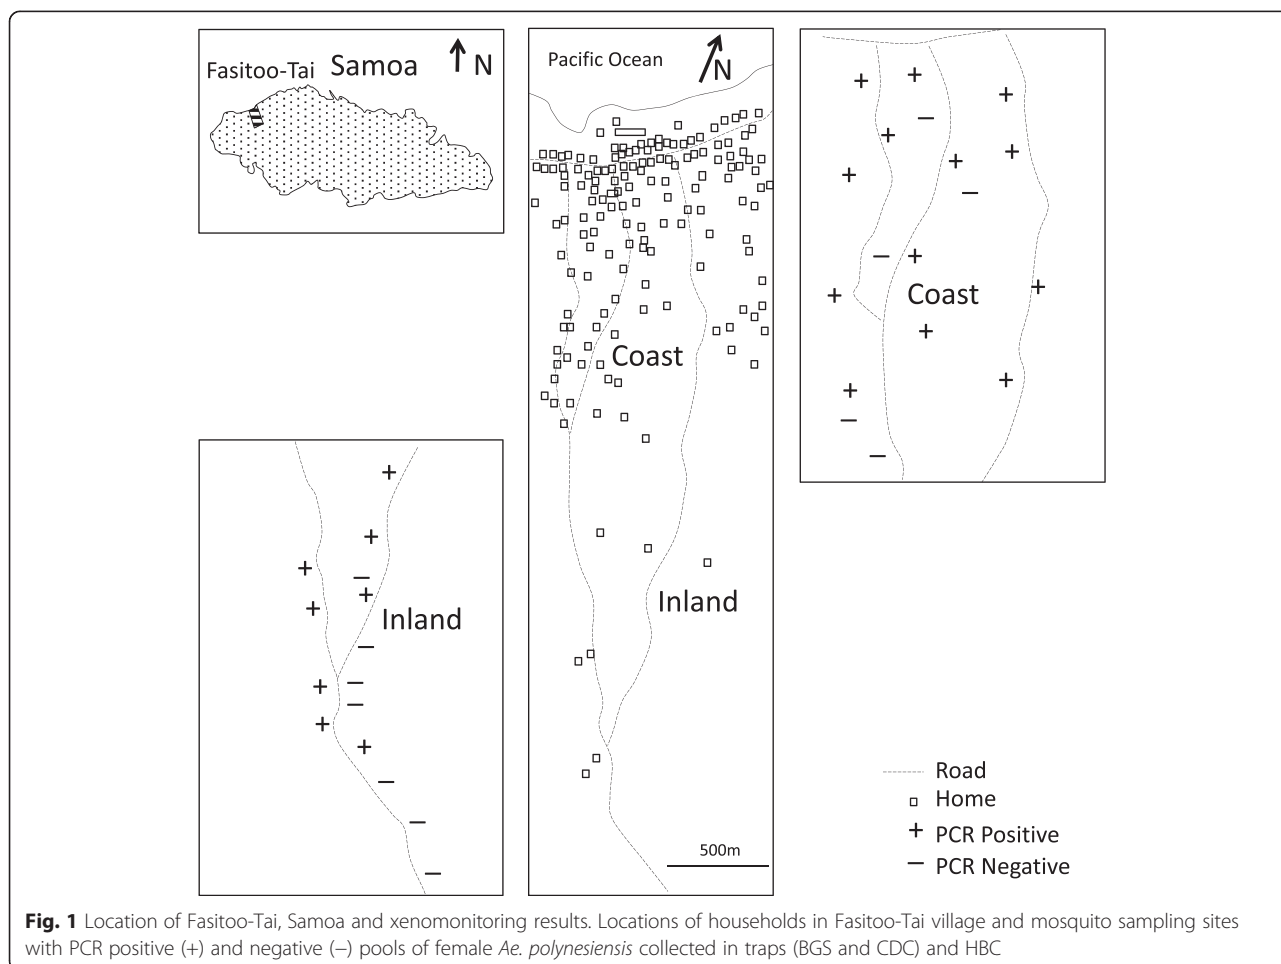 Fasitoo-Tai Samoa N
Pacific Ocean
N
Coast
Inland
500m
Coast
Inland
Road
Home
PCR Positive
PCR Negative
Fig. 1 Location of Fasitoo-Tai, Samoa and xenomonitoring results. Locations of households in Fasitoo-Tai village and mosquito sampling sites
with PCR positive (+) and negative (−) pools of female Ae. polynesiensis collected in traps (BGS and CDC) and HBC